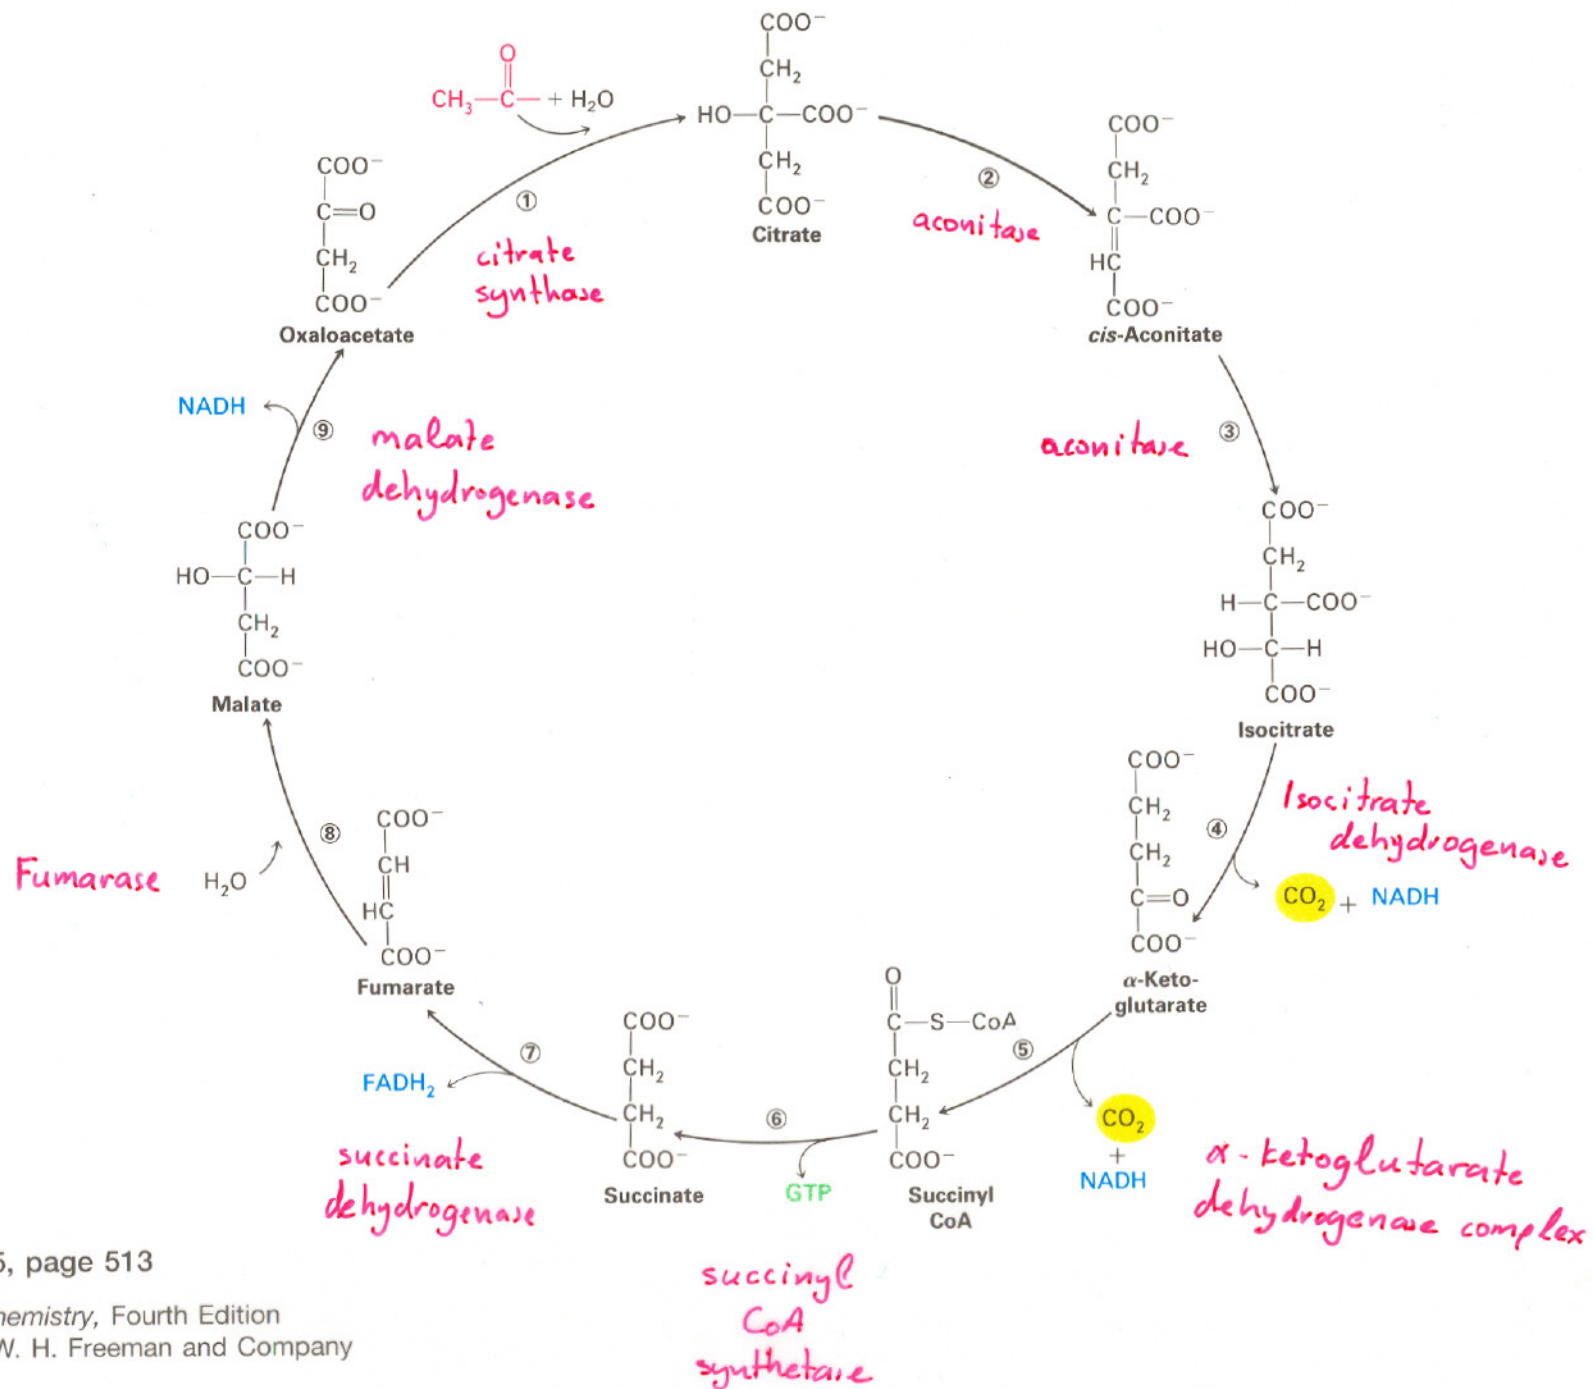 COO⁻
CH₂
HO—C—COO⁻
CH₂
COO⁻
Citrate
O
CH₃—C— + H₂O
①
citrate
synthase
②
aconitase
COO⁻
CH₂
C—COO⁻
HC
COO⁻
cis-Aconitate
③
aconitase
COO⁻
CH₂
H—C—COO⁻
HO—C—H
COO⁻
Isocitrate
④
Isocitrate
dehydrogenase
CO₂ + NADH
COO⁻
CH₂
CH₂
C=O
COO⁻
α-Keto-
glutarate
⑤
CO₂
+
NADH
α-ketoglutarate
dehydrogenase complex
O
C—S—CoA
CH₂
CH₂
COO⁻
Succinyl
CoA
⑥
GTP
succinyl
CoA
synthetase
COO⁻
CH₂
CH₂
COO⁻
Succinate
⑦
FADH₂
succinate
dehydrogenase
COO⁻
CH
HC
COO⁻
Fumarate
⑧
Fumarase
H₂O
COO⁻
HO—C—H
CH₂
COO⁻
Malate
⑨
NADH
malate
dehydrogenase
COO⁻
C=O
CH₂
COO⁻
Oxaloacetate
5, page 513
hemistry, Fourth Edition
W. H. Freeman and Company